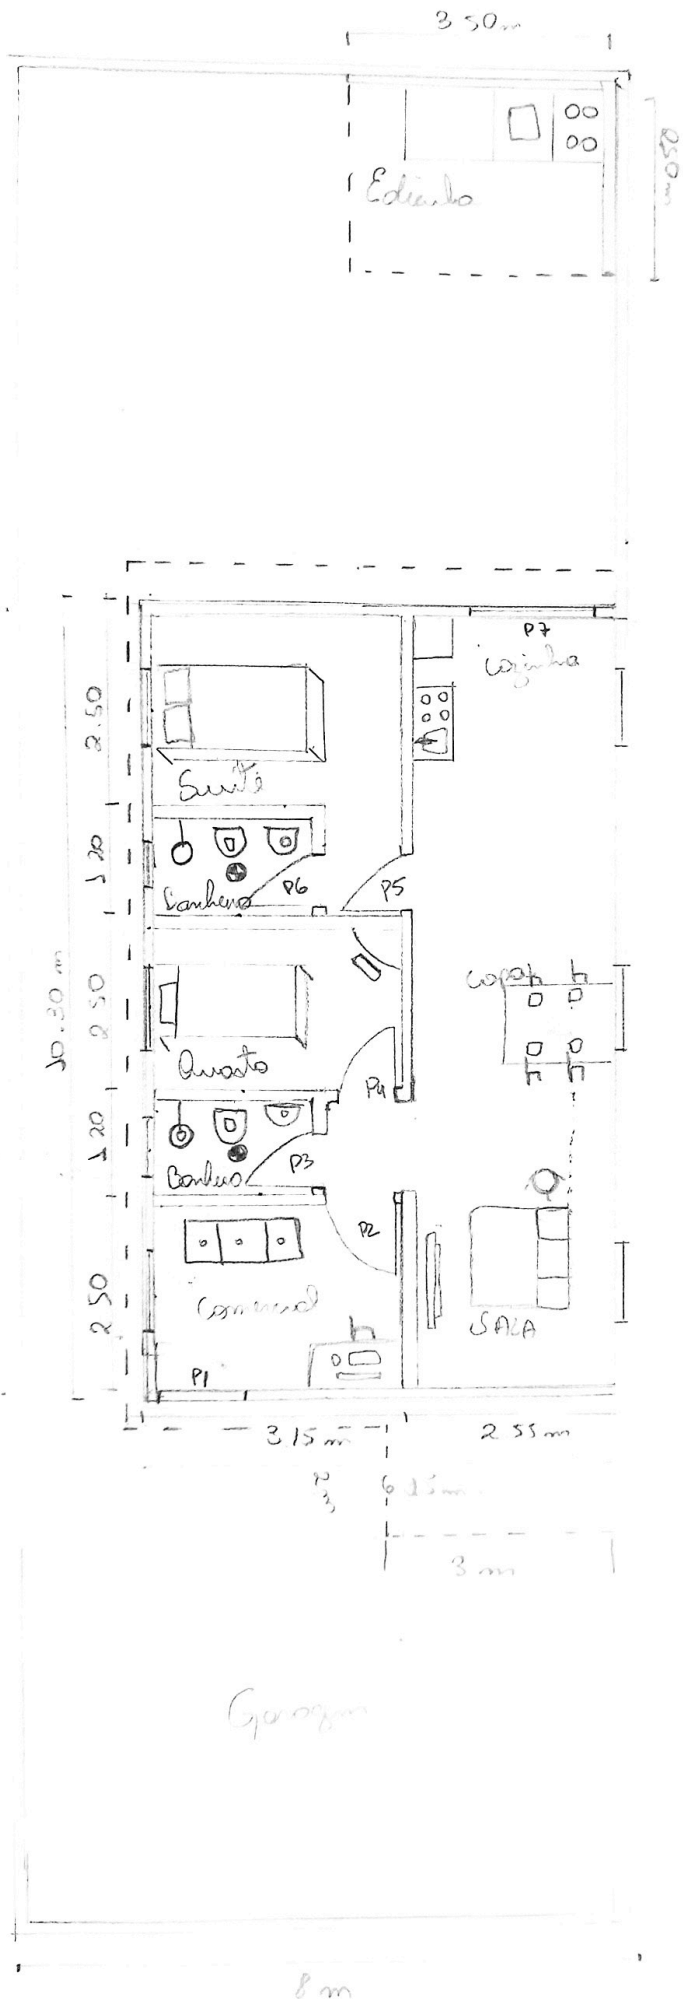 3 50m
Edicula
P7
Cozinha
2.50
Suíte
1 20
P6
P5
Banheiro
10.30 m
2 50
Copa
Quarto
P4
1 20
P3
Banheiro
P2
2 50
Comercial
SALA
P1
3 15 m
2 55 m
3 m
Garagem
8 m